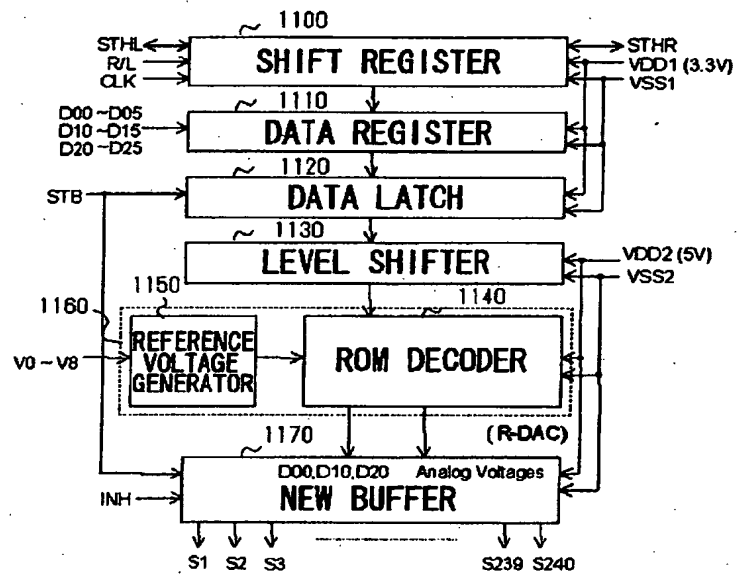 1100
STHL
STHR
R/L
SHIFT REGISTER
VDD1 (3.3V)
CLK
VSS1
1110
D00 ~D05
D10 ~D15
D20 ~D25
DATA REGISTER
1120
STB
DATA LATCH
1130
LEVEL SHIFTER
VDD2 (5V)
VSS2
1150
1140
1160
REFERENCE
VOLTAGE
GENERATOR
ROM DECODER
V0 ~ V8
(R-DAC)
1170
D00,D10,D20 Analog Voltages
INH
NEW BUFFER
S1 S2 S3 S239 S240